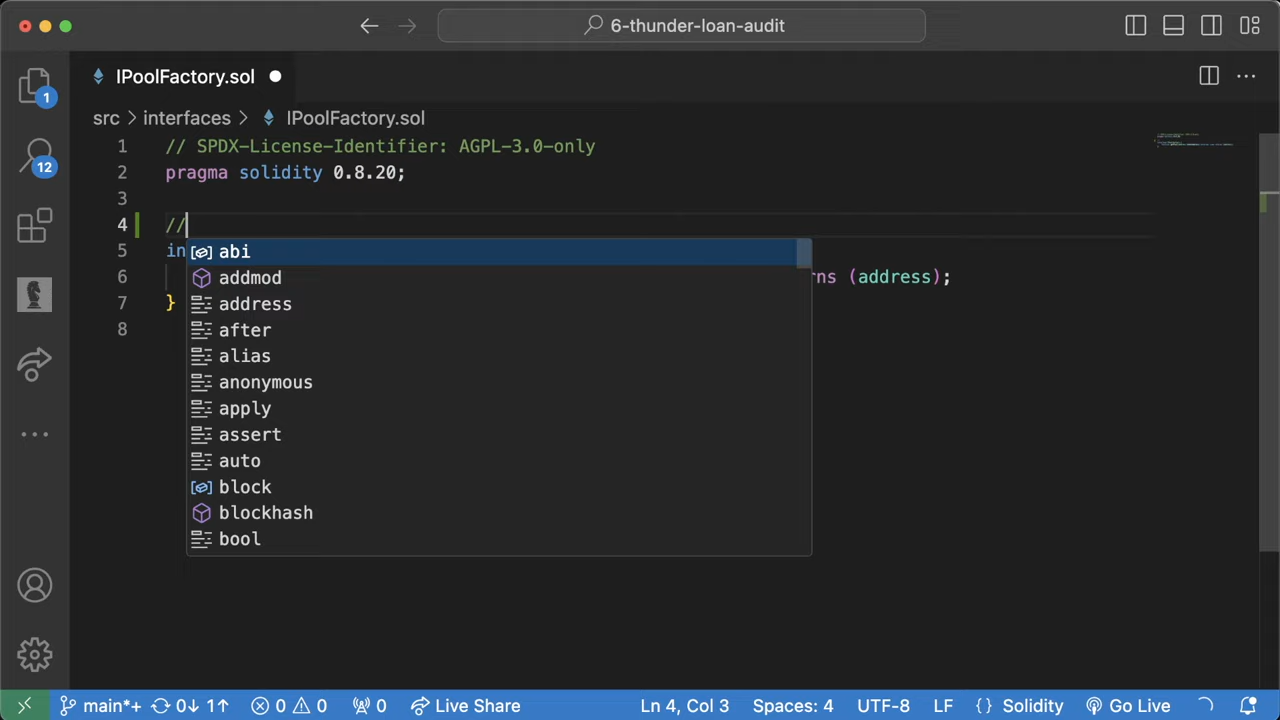 6-thunder-loan-audit
IPoolFactory.sol
src
interfaces
IPoolFactory.sol
1
// SPDX-License-Identifier: AGPL-3.0-only
2
pragma solidity 0.8.20;
3
4
//
5
in
6
rns (address);
7
}
8
abi
addmod
address
after
alias
anonymous
apply
assert
auto
block
blockhash
bool
1
12
main*+
0↓ 1↑
0
0
0
Live Share
Ln 4, Col 3
Spaces: 4
UTF-8
LF
{} Solidity
Go Live